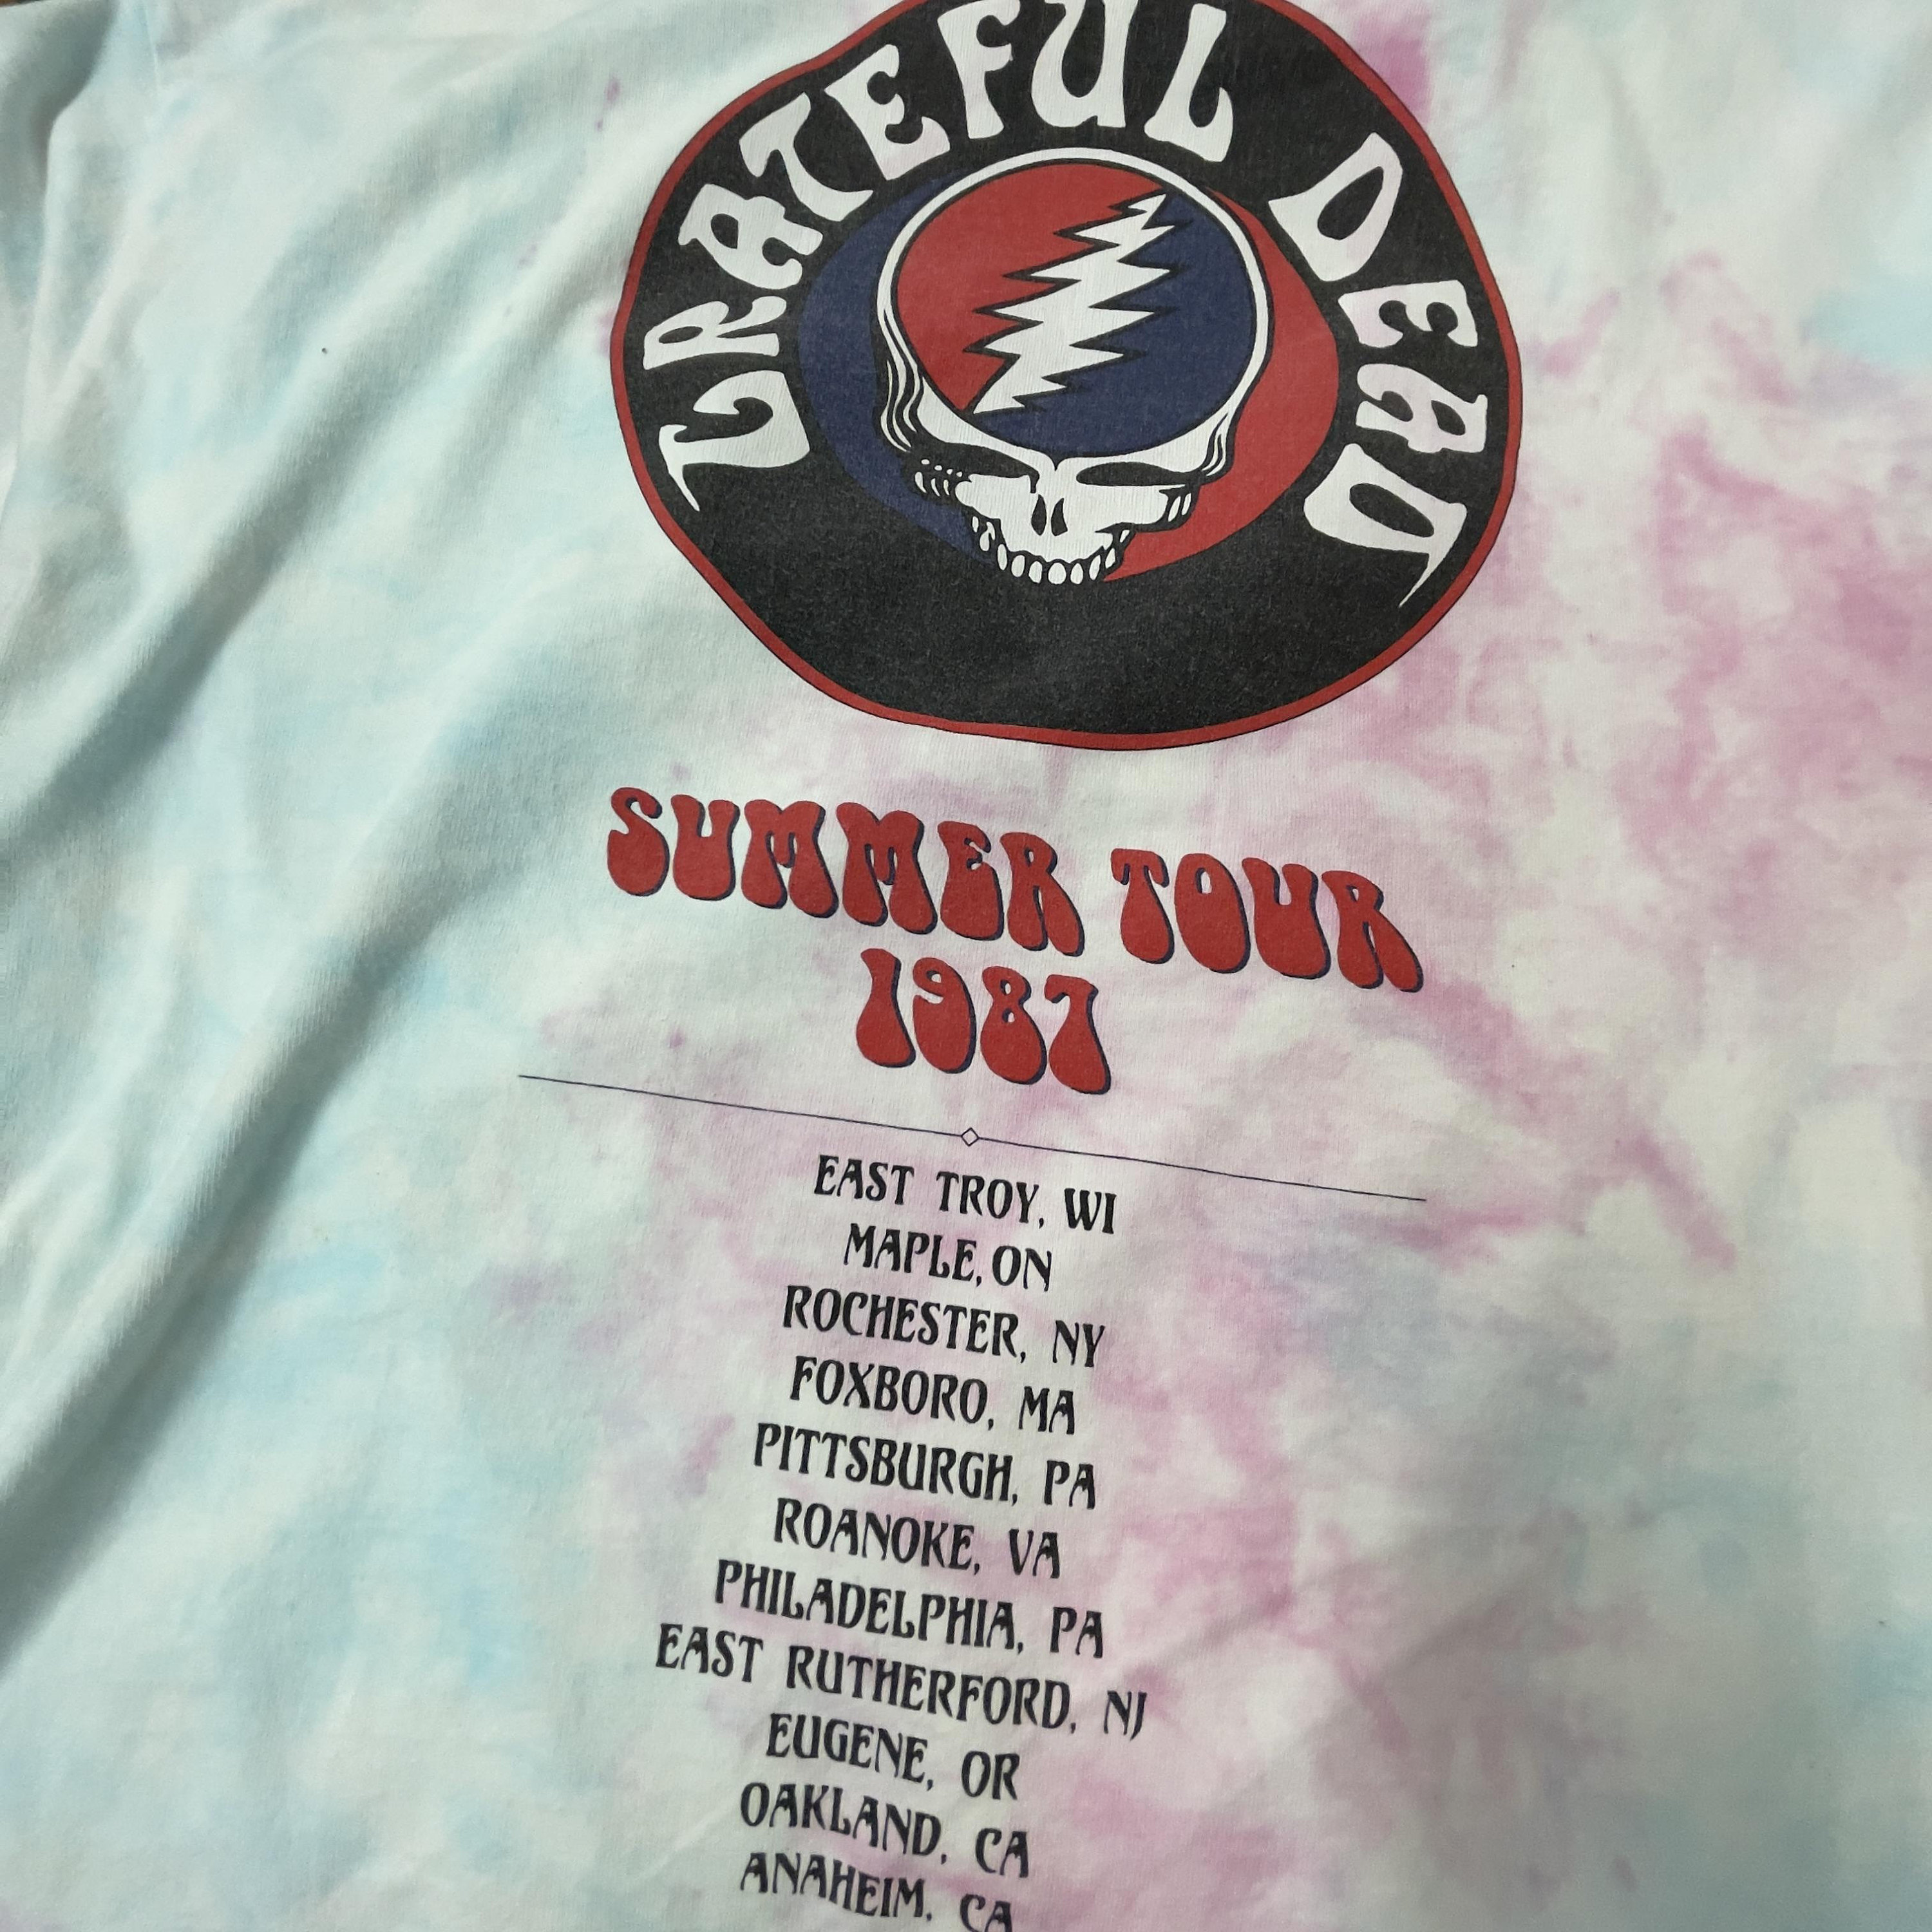 GRATEFUL DEAD
SUMMER TOUR
1987
EAST TROY, WI
MAPLE, ON
ROCHESTER, NY
FOXBORO, MA
PITTSBURGH, PA
ROANOKE, VA
PHILADELPHIA, PA
EAST RUTHERFORD, NJ
EUGENE, OR
OAKLAND, CA
ANAHEIM, CA